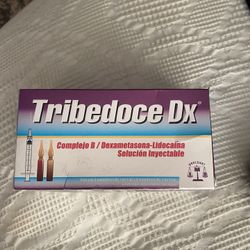 Tribedoce Dx®
Complejo B / Dexametasona-Lidocaína
Solución Inyectable